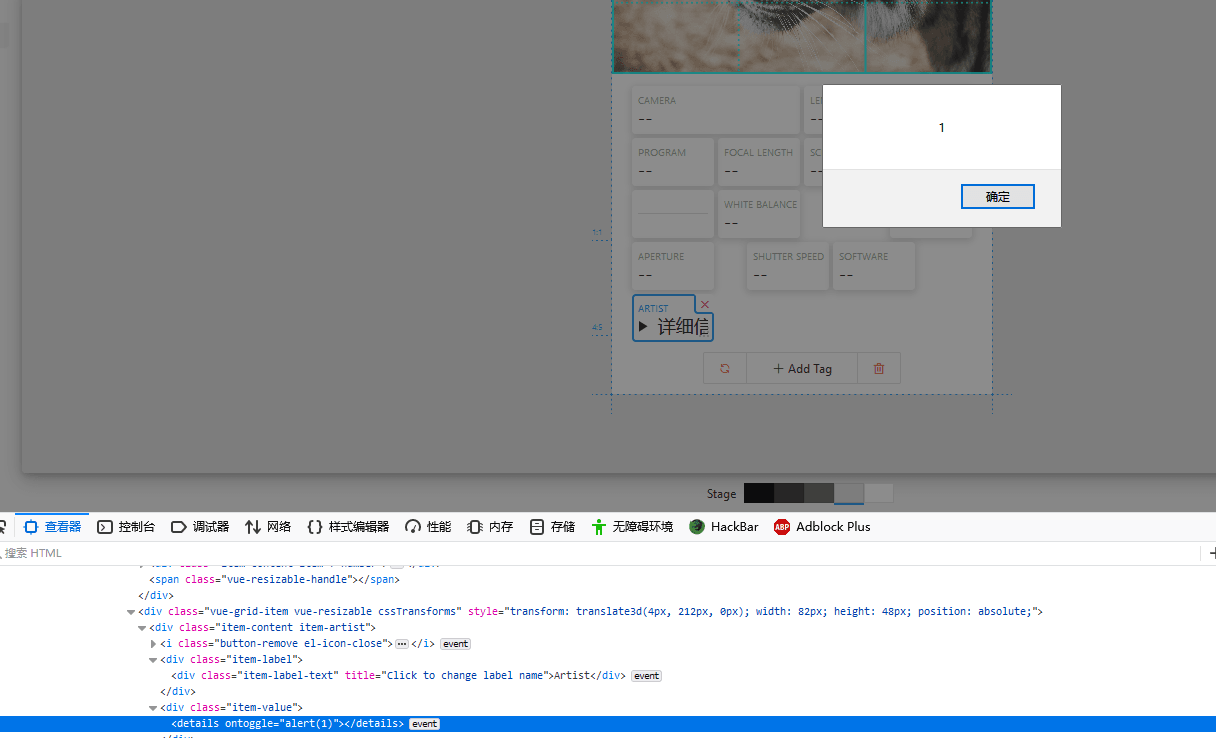 CAMERA
--
--
1
确定
PROGRAM
--
FOCAL LENGTH
--
--
WHITE BALANCE
--
1:1
APERTURE
--
SHUTTER SPEED
--
SOFTWARE
--
4:5
ARTIST
详细信
+ Add Tag
Stage
查看器 控制台 调试器 网络 样式编辑器 性能 内存 存储 无障碍环境 HackBar ABP Adblock Plus
搜索 HTML
<span class="vue-resizable-handle"></span>
</div>
<div class="vue-grid-item vue-resizable cssTransforms" style="transform: translate3d(4px, 212px, 0px); width: 82px; height: 48px; position: absolute;">
<div class="item-content item-artist">
<i class="button-remove el-icon-close">…</i> event
<div class="item-label">
<div class="item-label-text" title="Click to change label name">Artist</div> event
</div>
<div class="item-value">
<details ontoggle="alert(1)"></details> event